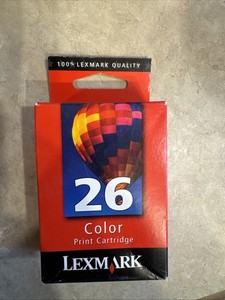 100% LEXMARK QUALITY
26
Color
Print Cartridge
LEXMARK